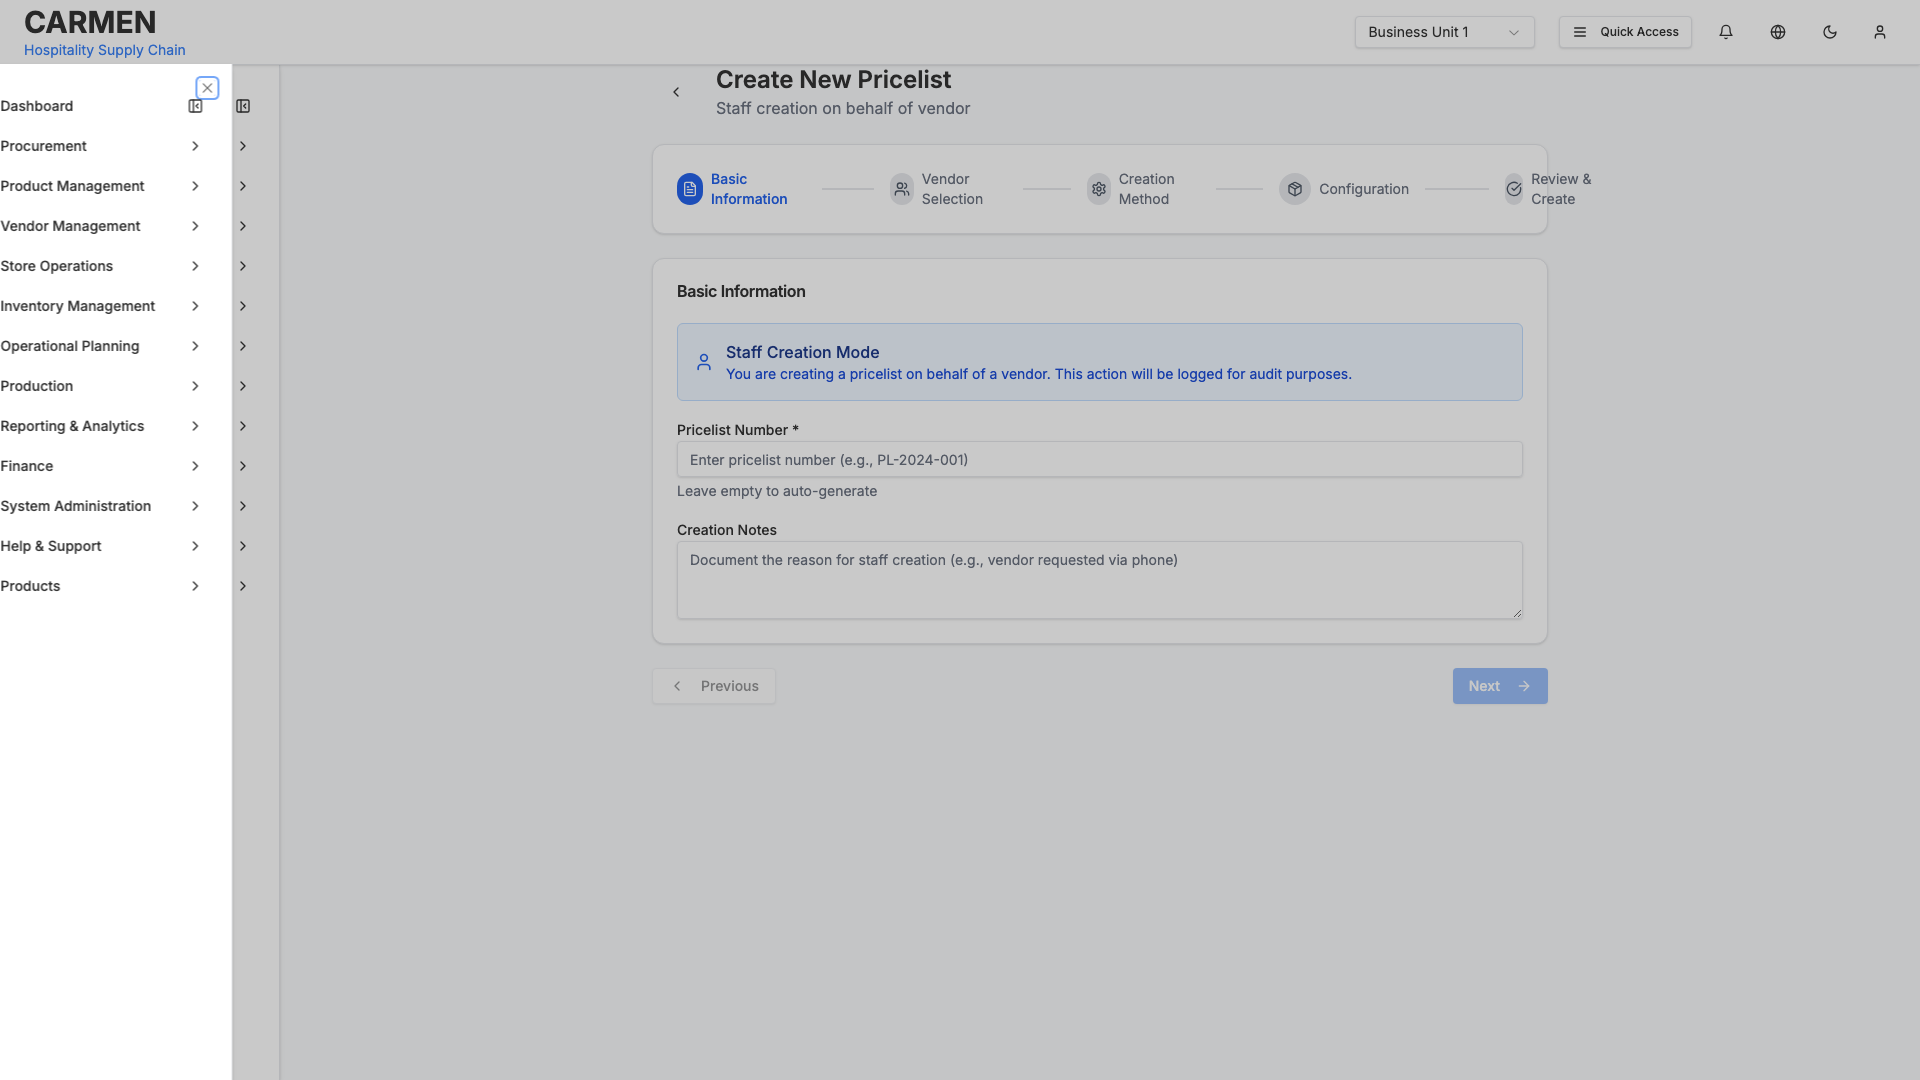 CARMEN
Hospitality Supply Chain
Business Unit 1
Quick Access
Dashboard
Procurement
Product Management
Vendor Management
Store Operations
Inventory Management
Operational Planning
Production
Reporting & Analytics
Finance
System Administration
Help & Support
Products
Create New Pricelist
Staff creation on behalf of vendor
Basic
Information
Vendor
Selection
Creation
Method
Configuration
Review &
Create
Basic Information
Staff Creation Mode
You are creating a pricelist on behalf of a vendor. This action will be logged for audit purposes.
Pricelist Number *
Enter pricelist number (e.g., PL-2024-001)
Leave empty to auto-generate
Creation Notes
Document the reason for staff creation (e.g., vendor requested via phone)
Previous
Next